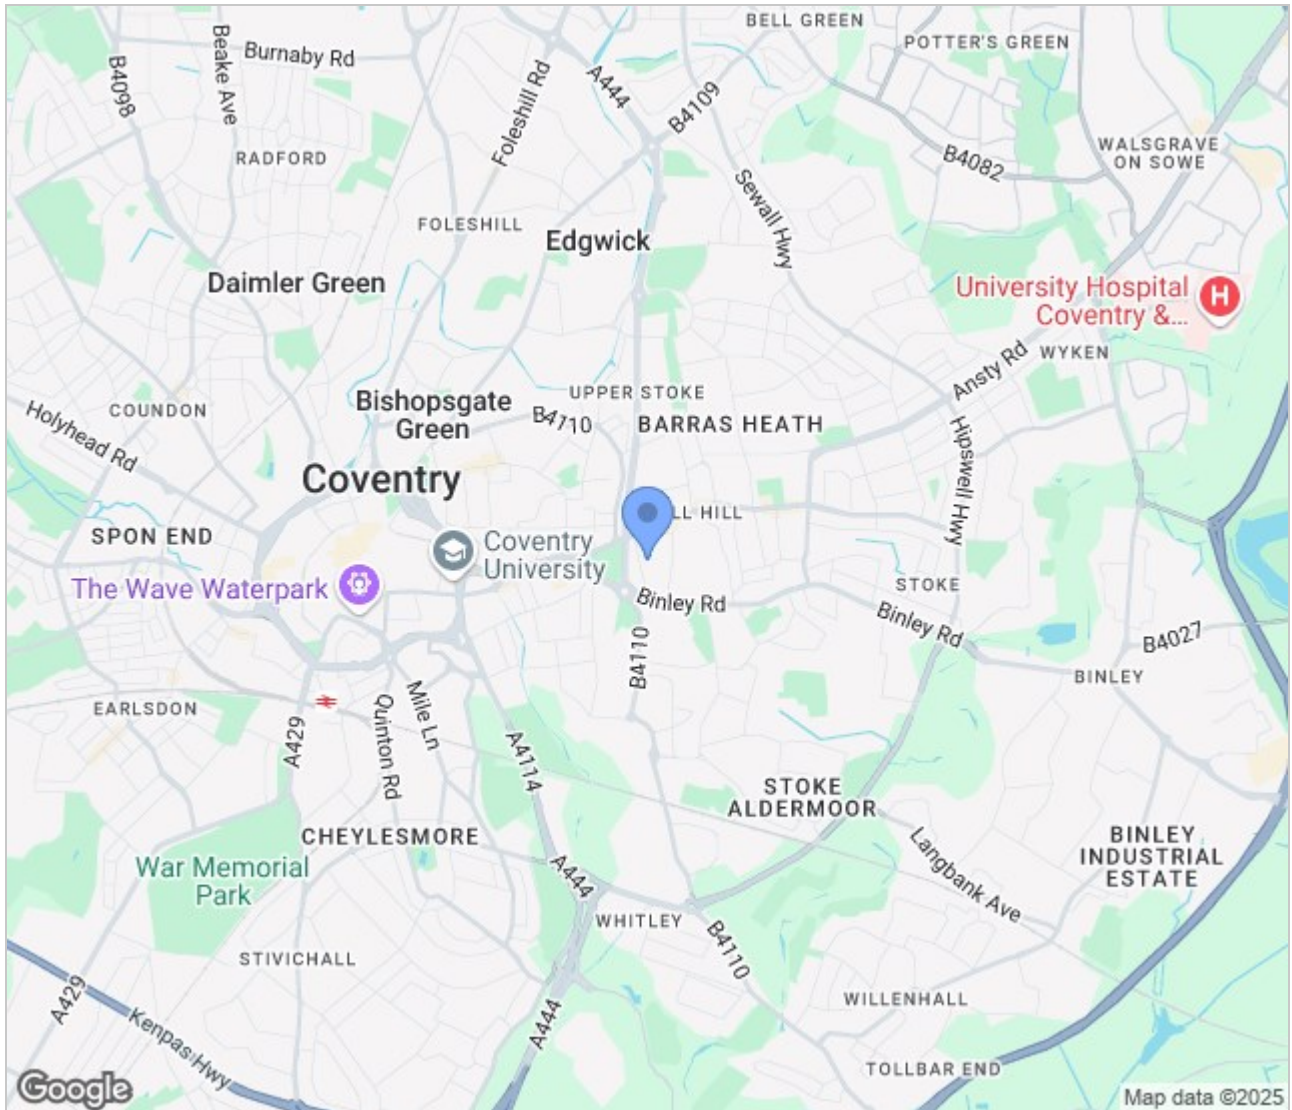 BELL GREEN
POTTER'S GREEN
Burnaby Rd
Beake Ave
B4098
Foleshill Rd
A444
B4109
B4082
WALSGRAVE
ON SOWE
RADFORD
Sewall Hwy
FOLESHILL
Edgwick
Daimler Green
University Hospital
Coventry &...
H
WYKEN
Ansty Rd
UPPER STOKE
Bishopsgate
Green
B4110
BARRAS HEATH
COUNDON
Holyhead Rd
Hipswell Hwy
Coventry
LL HILL
SPON END
Coventry
University
The Wave Waterpark
STOKE
Binley Rd
Binley Rd
B4110
B4027
BINLEY
EARLSDON
A429
Quinton Rd
Mile Ln
A4114
STOKE
ALDERMOOR
CHEYLESMORE
BINLEY
INDUSTRIAL
ESTATE
Langbank Ave
War Memorial
Park
A444
WHITLEY
B4110
STIVICHALL
A429
WILLENHALL
Kenpas Hwy
A444
TOLLBAR END
Google
Map data ©2025